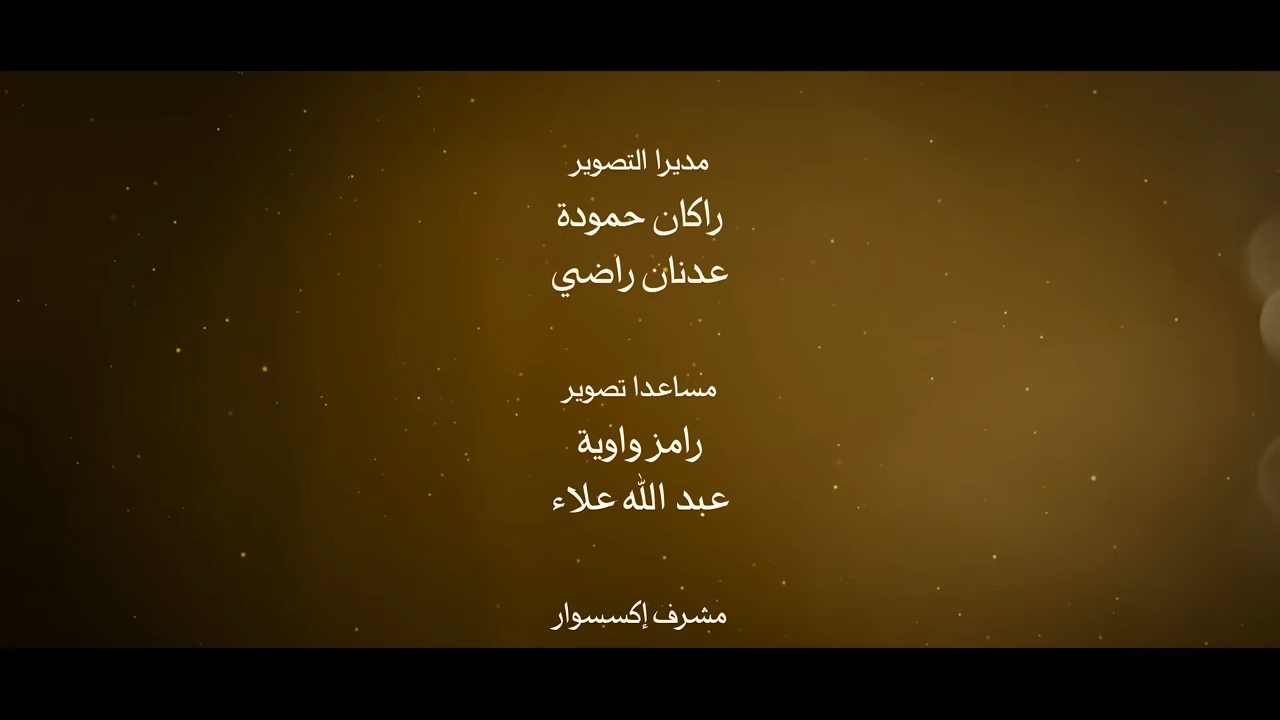 مديرا التصوير
راكان حمودة
عدنان راضي
مساعدا تصوير
رامز واوية
عبد الله علاء
مشرف إكسسوار